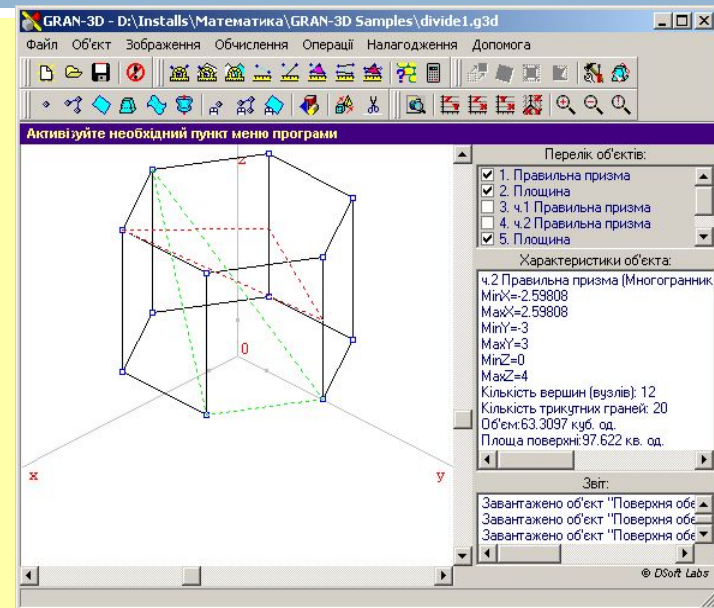 GRAN-3D - D:\Installs\Математика\GRAN-3D Samples\divide1.g3d
Файл Об'єкт Зображення Обчислення Операції Налагодження Допомога
Активізуйте необхідний пункт меню програми
z
0
x
y
Перелік об'єктів:
1. Правильна призма
2. Площина
3. ч.1 Правильна призма
4. ч.2 Правильна призма
5. Площина
Характеристики об'єкта:
ч.2 Правильна призма (Многогранник
MinX=-2.59808
MaxX=2.59808
MinY=-3
MaxY=3
MinZ=0
MaxZ=4
Кількість вершин (вузлів): 12
Кількість трикутних граней: 20
Об'єм:63.3097 куб. од.
Площа поверхні:97.622 кв. од.
Звіт:
Завантажено об'єкт "Поверхня обе
Завантажено об'єкт "Поверхня обе
Завантажено об'єкт "Поверхня обе
© DSoft Labs